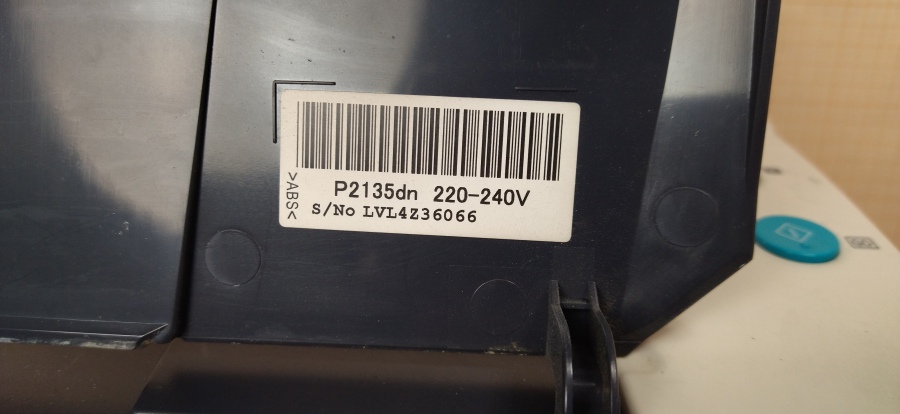 P2135dn 220-240V
S/No LVL4Z36066
>ABS<